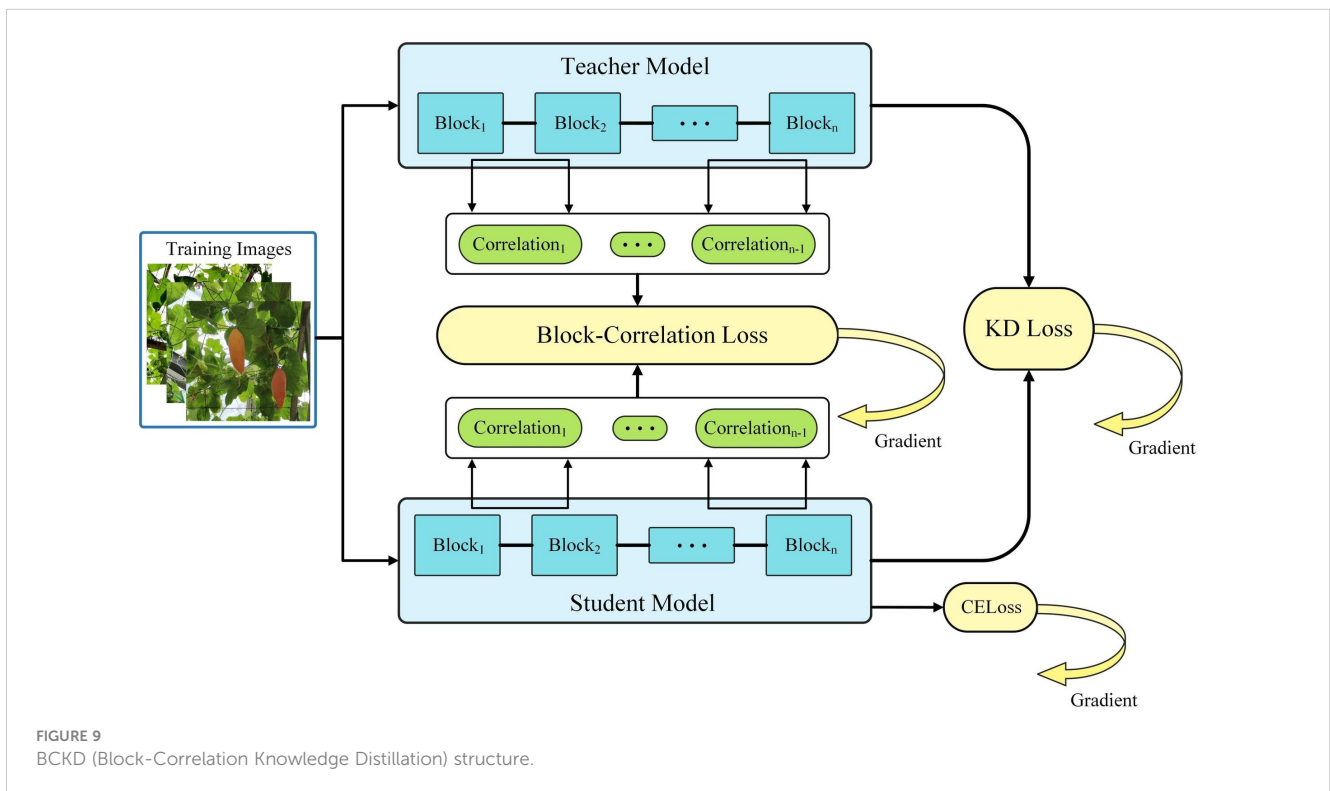 Teacher Model
Block₁ Block₂ ··· Blockₙ
Training Images
Correlation₁ ··· Correlationₙ₋₁
Block-Correlation Loss
KD Loss
Correlation₁ ··· Correlationₙ₋₁
Gradient
Gradient
Block₁ Block₂ ··· Blockₙ
Student Model
CELoss
Gradient
FIGURE 9
BCKD (Block-Correlation Knowledge Distillation) structure.